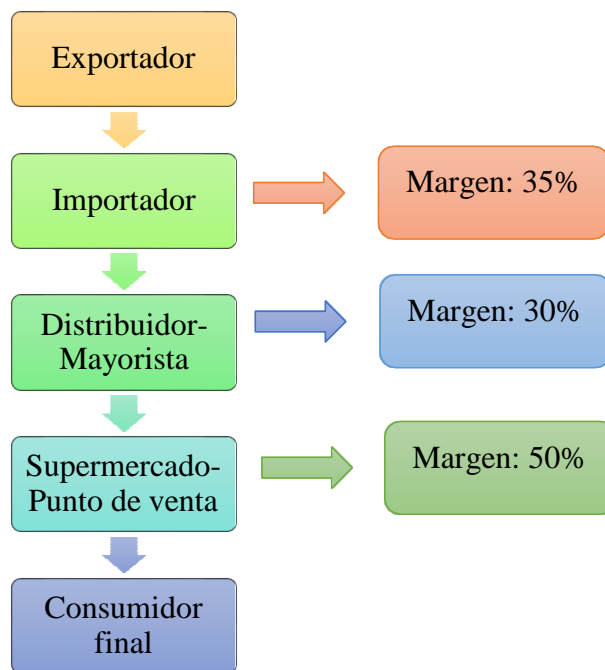 Exportador
Importador
Margen: 35%
Distribuidor-
Mayorista
Margen: 30%
Supermercado-
Punto de venta
Margen: 50%
Consumidor
final